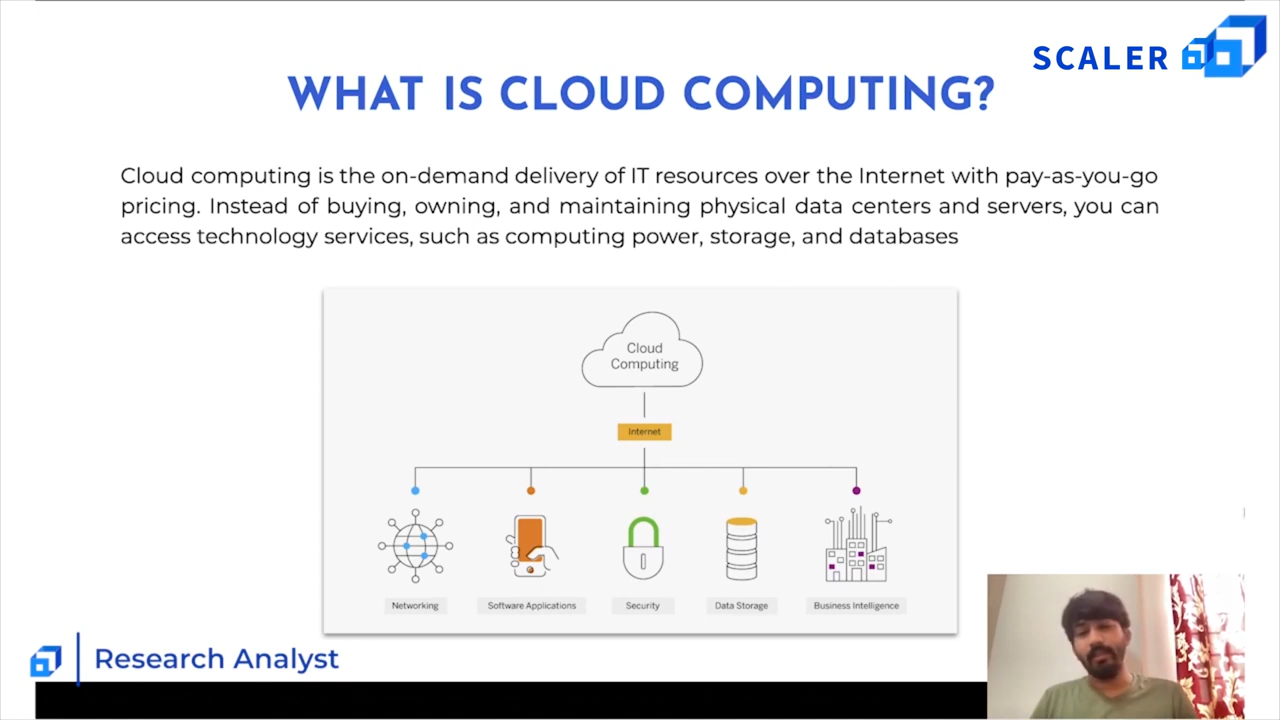 SCALER
WHAT IS CLOUD COMPUTING?
Cloud computing is the on-demand delivery of IT resources over the Internet with pay-as-you-go
pricing. Instead of buying, owning, and maintaining physical data centers and servers, you can
access technology services, such as computing power, storage, and databases
Cloud
Computing
Internet
Networking
Software Applications
Security
Data Storage
Business Intelligence
Research Analyst